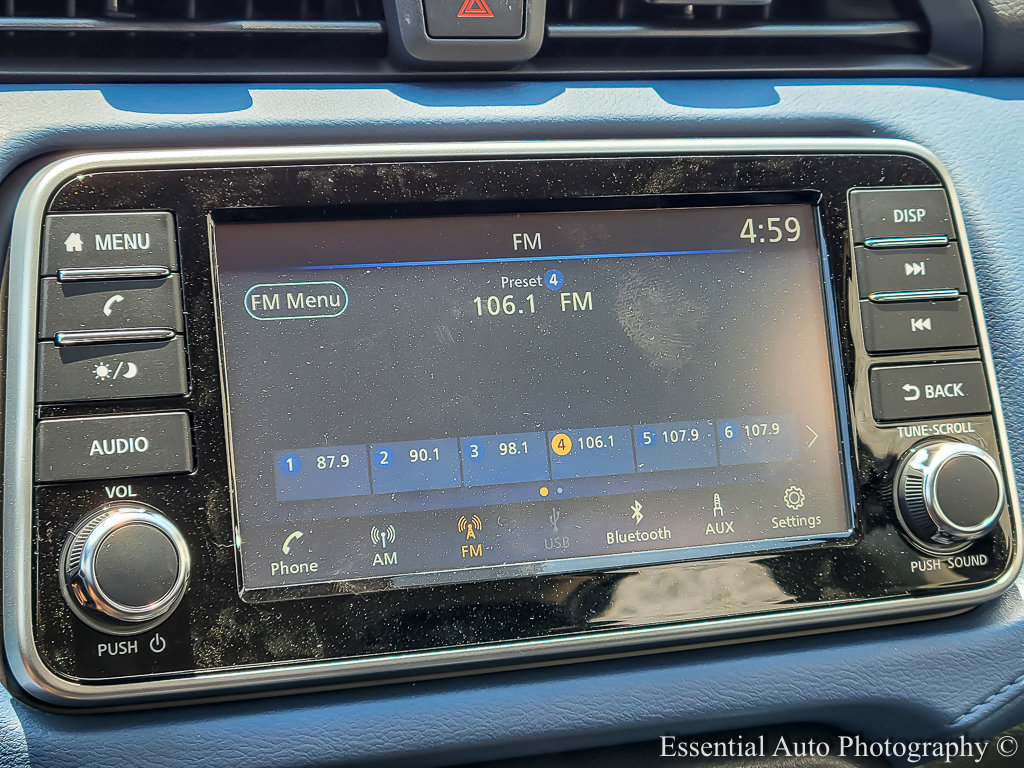 MENU
AUDIO
VOL
PUSH
FM
4:59
Preset 4
FM Menu
106.1 FM
1 87.9
2 90.1
3 98.1
4 106.1
5 107.9
6 107.9
Phone
AM
FM
USB
Bluetooth
AUX
Settings
DISP
BACK
TUNE·SCROLL
PUSH SOUND
Essential Auto Photography ©